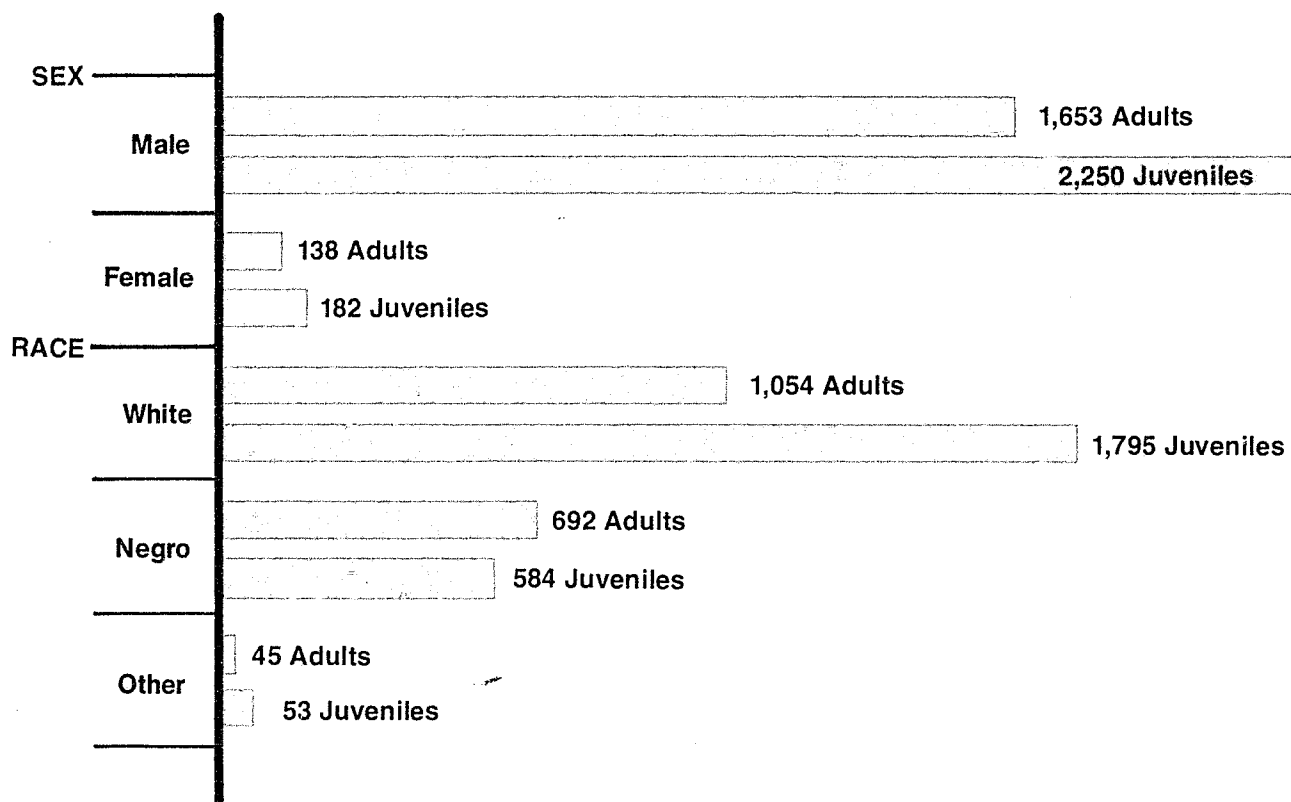 SEX
1,653 Adults
Male
2,250 Juveniles
138 Adults
Female
182 Juveniles
RACE
1,054 Adults
White
1,795 Juveniles
692 Adults
Negro
584 Juveniles
45 Adults
Other
53 Juveniles